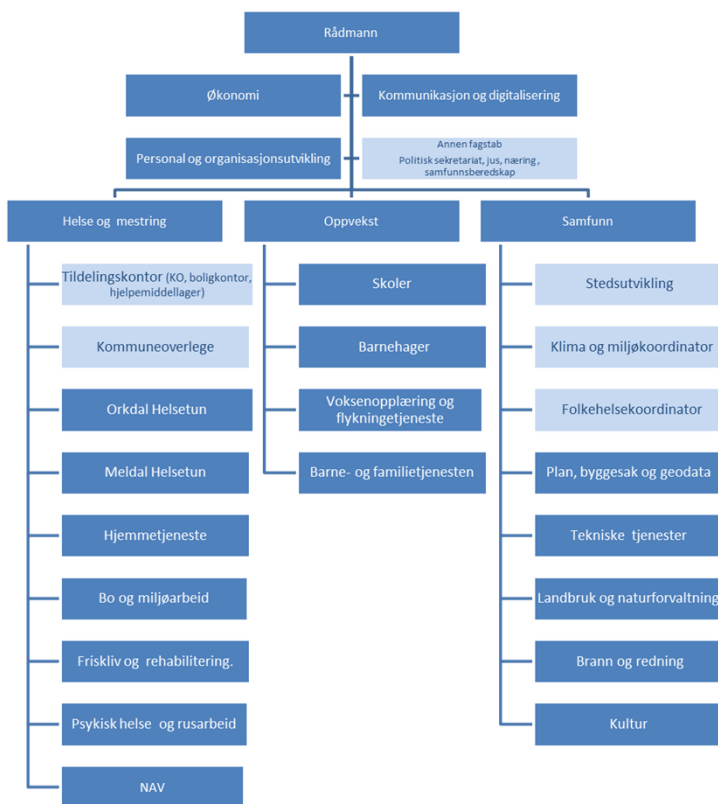 Rådmann
Økonomi
Kommunikasjon og digitalisering
Personal og organisasjonsutvikling
Annen fagstab
Politisk sekretariat, jus, næring ,
samfunnsberedskap
Helse og mestring
Oppvekst
Samfunn
Tildelingskontor (KO, boligkontor,
hjelpemiddellager)
Kommuneoverlege
Orkdal Helsetun
Meldal Helsetun
Hjemmetjeneste
Bo og miljøarbeid
Friskliv og rehabilitering.
Psykisk helse og rusarbeid
NAV
Skoler
Barnehager
Voksenopplæring og
flykningetjeneste
Barne- og familietjenesten
Stedsutvikling
Klima og miljøkoordinator
Folkehelsekoordinator
Plan, byggesak og geodata
Tekniske tjenester
Landbruk og naturforvaltning
Brann og redning
Kultur